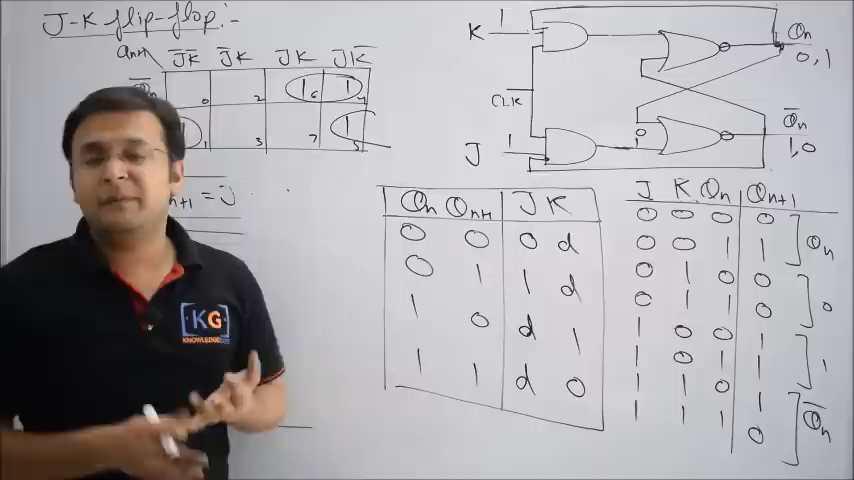 J-K flip-flop:-
Qn+1 J̅K̅ J̅K JK JK̅
Q̅n 0 2 1 6 1 4
1 1 3 7 1 5
n+1 = J
K 1
CLK
J 1
Qn
0, 1
Q̅n
1, 0
0
1
Qn Qn+1 J K
0 0 0 d
0 1 1 d
1 0 d 1
1 1 d 0
J K Qn Qn+1
0 0 0 0
0 0 1 1 ] Qn
0 1 0 0
0 1 1 0 ] 0
1 0 0 1
1 0 1 1 ] 1
1 1 0 1
1 1 1 0 ] Q̅n
KG